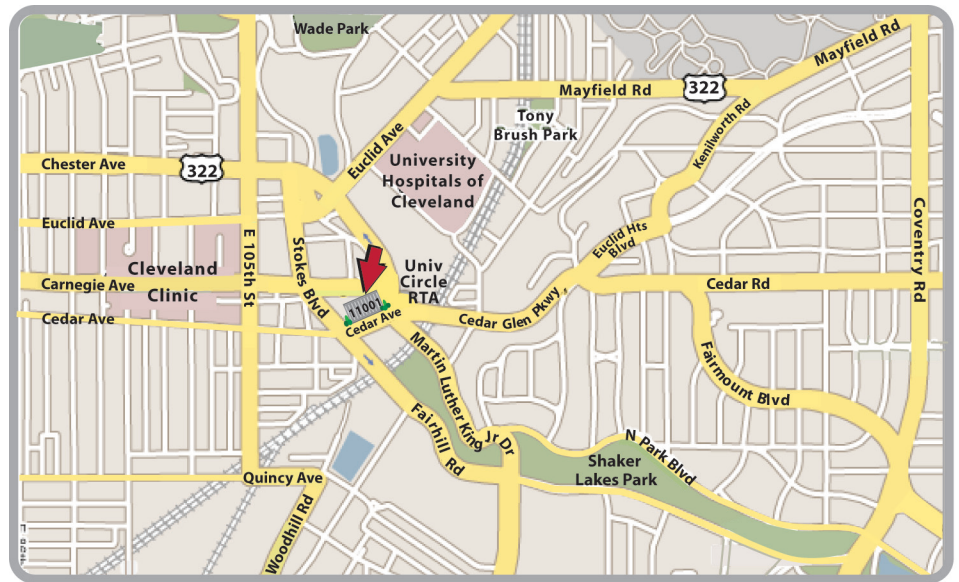 Wade Park
Mayfield Rd
Mayfield Rd
322
Tony
Brush Park
Kenilworth Rd
Chester Ave
322
Euclid Ave
University
Hospitals of
Cleveland
Euclid Ave
E 105th St
Stokes Blvd
Euclid Hts
Blvd
Coventry Rd
Cleveland
Clinic
Carnegie Ave
Univ
Circle
RTA
Cedar Rd
11001
Cedar Ave
Cedar Ave
Cedar Glen Pkwy
Martin Luther King Jr Dr
Fairmount Blvd
Fairhill Rd
N Park Blvd
Shaker
Lakes Park
Quincy Ave
Woodhill Rd